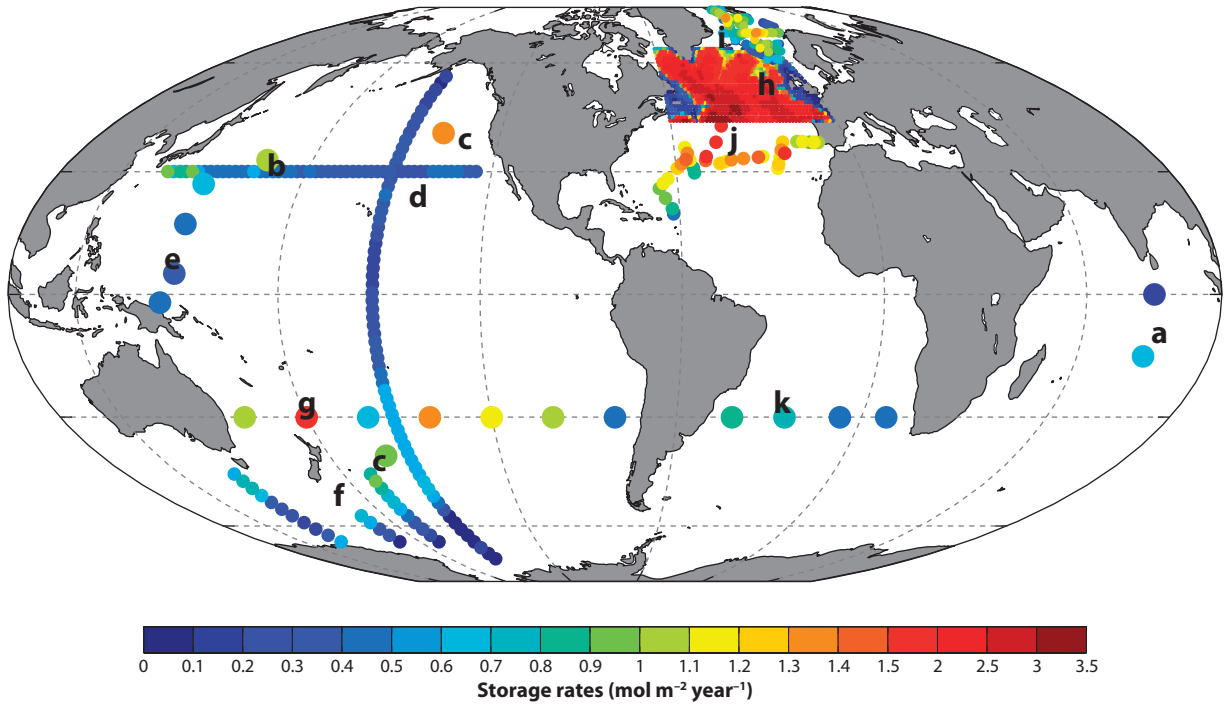 i
h
c
j
b
d
e
a
g
k
c
f
0 0.1 0.2 0.3 0.4 0.5 0.6 0.7 0.8 0.9 1 1.1 1.2 1.3 1.4 1.5 2 2.5 3 3.5
Storage rates (mol m⁻² year⁻¹)